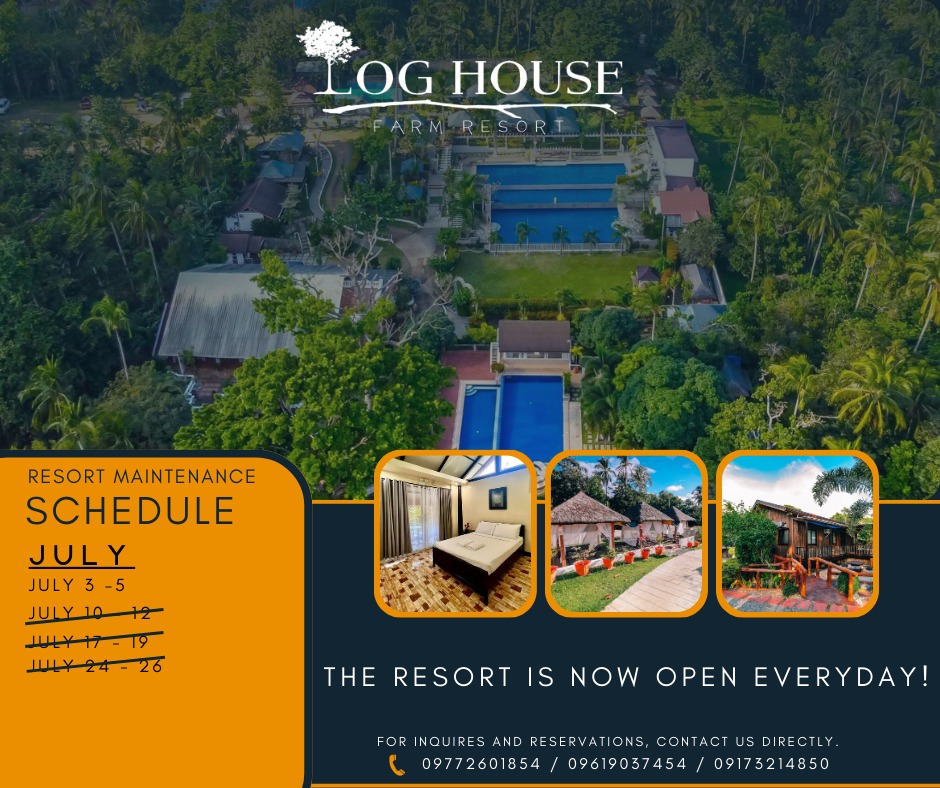 LOG HOUSE
FARM RESORT
RESORT MAINTENANCE
SCHEDULE
JULY
JULY 3 -5
JULY 10 - 12
JULY 17 - 19
JULY 24 - 26
THE RESORT IS NOW OPEN EVERYDAY!
FOR INQUIRES AND RESERVATIONS, CONTACT US DIRECTLY.
09772601854 / 09619037454 / 09173214850